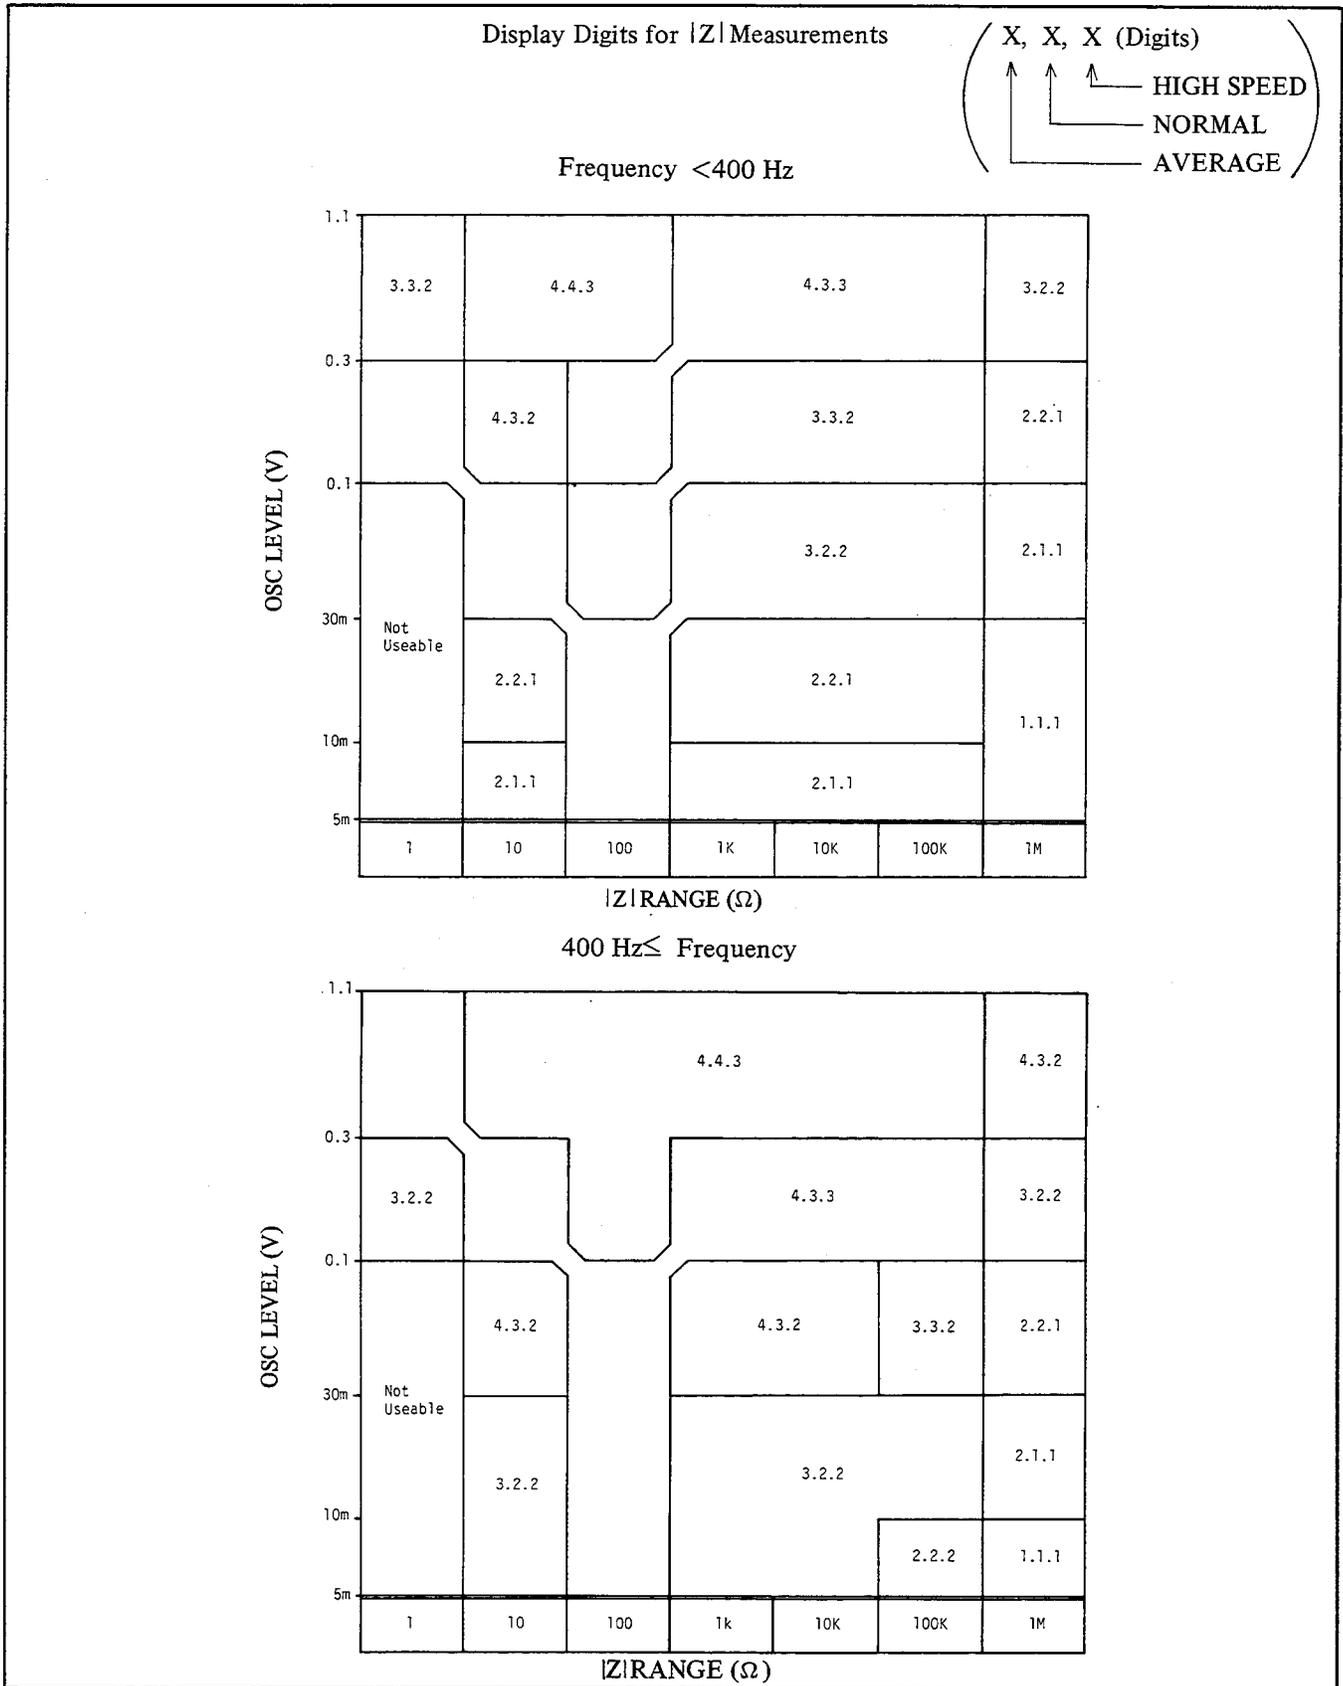 Display Digits for |Z| Measurements
X, X, X (Digits)
HIGH SPEED
NORMAL
AVERAGE
Frequency <400 Hz
1.1
3.3.2
4.4.3
4.3.3
3.2.2
0.3
4.3.2
3.3.2
2.2.1
0.1
3.2.2
2.1.1
30m
Not
Useable
2.2.1
2.2.1
1.1.1
10m
2.1.1
2.1.1
5m
1 10 100 1K 10K 100K 1M
OSC LEVEL (V)
|Z| RANGE (Ω)
400 Hz≤ Frequency
1.1
4.4.3
4.3.2
0.3
3.2.2
4.3.3
3.2.2
0.1
4.3.2
4.3.2
3.3.2
2.2.1
30m
Not
Useable
3.2.2
3.2.2
2.1.1
10m
2.2.2
1.1.1
5m
1 10 100 1k 10K 100K 1M
OSC LEVEL (V)
|Z| RANGE (Ω)